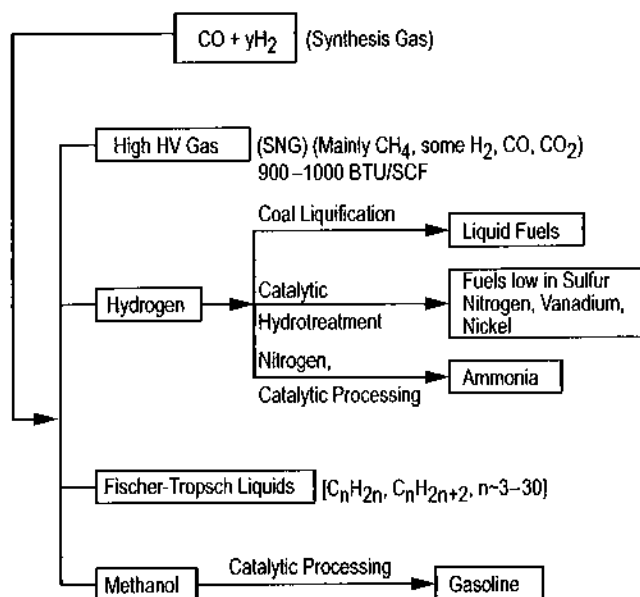 CO + yH2 (Synthesis Gas)
High HV Gas (SNG) (Mainly CH4, some H2, CO, CO2)
900–1000 BTU/SCF
Coal Liquification
Liquid Fuels
Hydrogen
Catalytic
Hydrotreatment
Fuels low in Sulfur
Nitrogen, Vanadium,
Nickel
Nitrogen,
Catalytic Processing
Ammonia
Fischer-Tropsch Liquids [CnH2n, CnH2n+2, n~3–30]
Methanol
Catalytic Processing
Gasoline